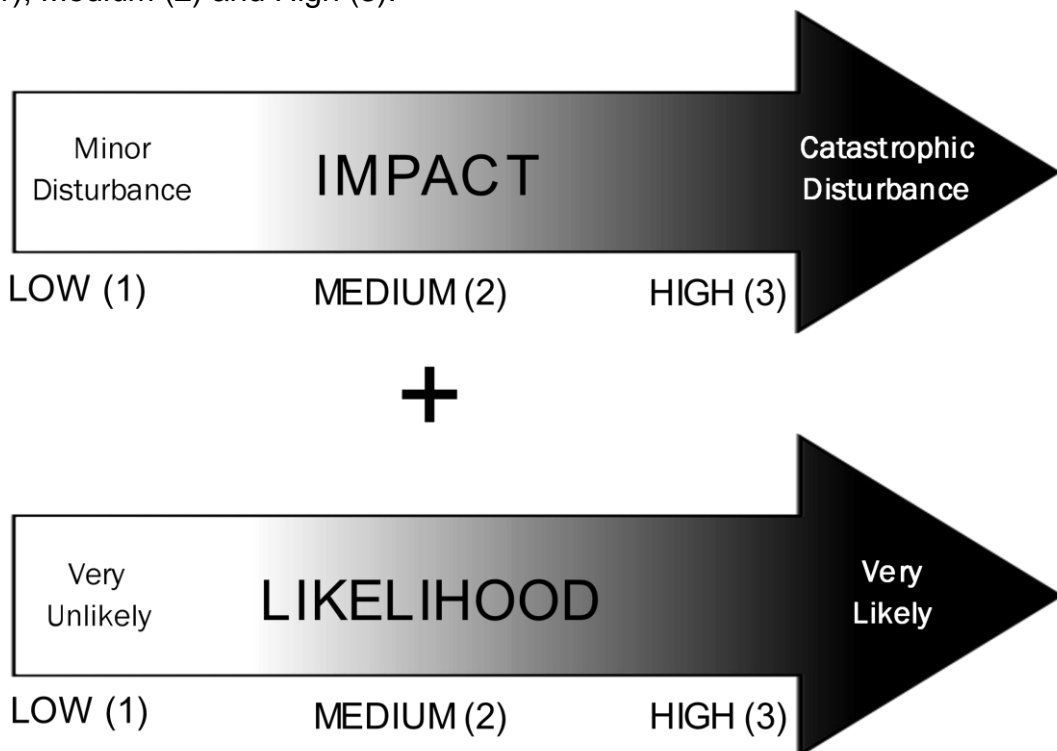 1), Medium (2) and High (3).
Minor
Disturbance
IMPACT
Catastrophic
Disturbance
LOW (1)
MEDIUM (2)
HIGH (3)
+
Very
Unlikely
LIKELIHOOD
Very
Likely
LOW (1)
MEDIUM (2)
HIGH (3)